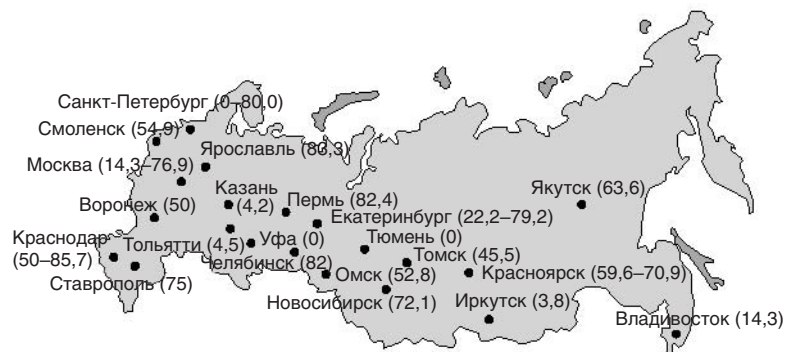 Санкт-Петербург (0–80,0)
Смоленск (54,9)
Ярославль (83,3)
Москва (14,3–76,9)
Казань
(4,2)
Пермь (82,4)
Якутск (63,6)
Воронеж (50)
Екатеринбург (22,2–79,2)
Краснодар
(50–85,7)
Тольятти (4,5)
Уфа (0)
Тюмень (0)
Челябинск (82)
Томск (45,5)
Ставрополь (75)
Омск (52,8)
Красноярск (59,6–70,9)
Новосибирск (72,1)
Иркутск (3,8)
Владивосток (14,3)